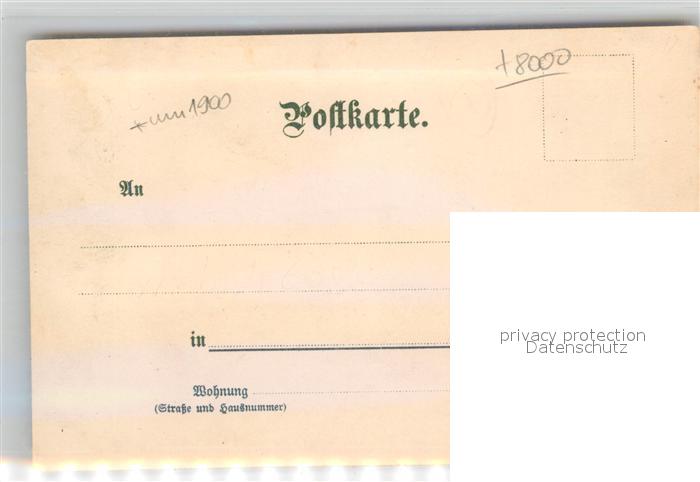 +8000
*um 1900
Postkarte.
An
in
Wohnung
(Straße und Hausnummer)
privacy protection
Datenschutz